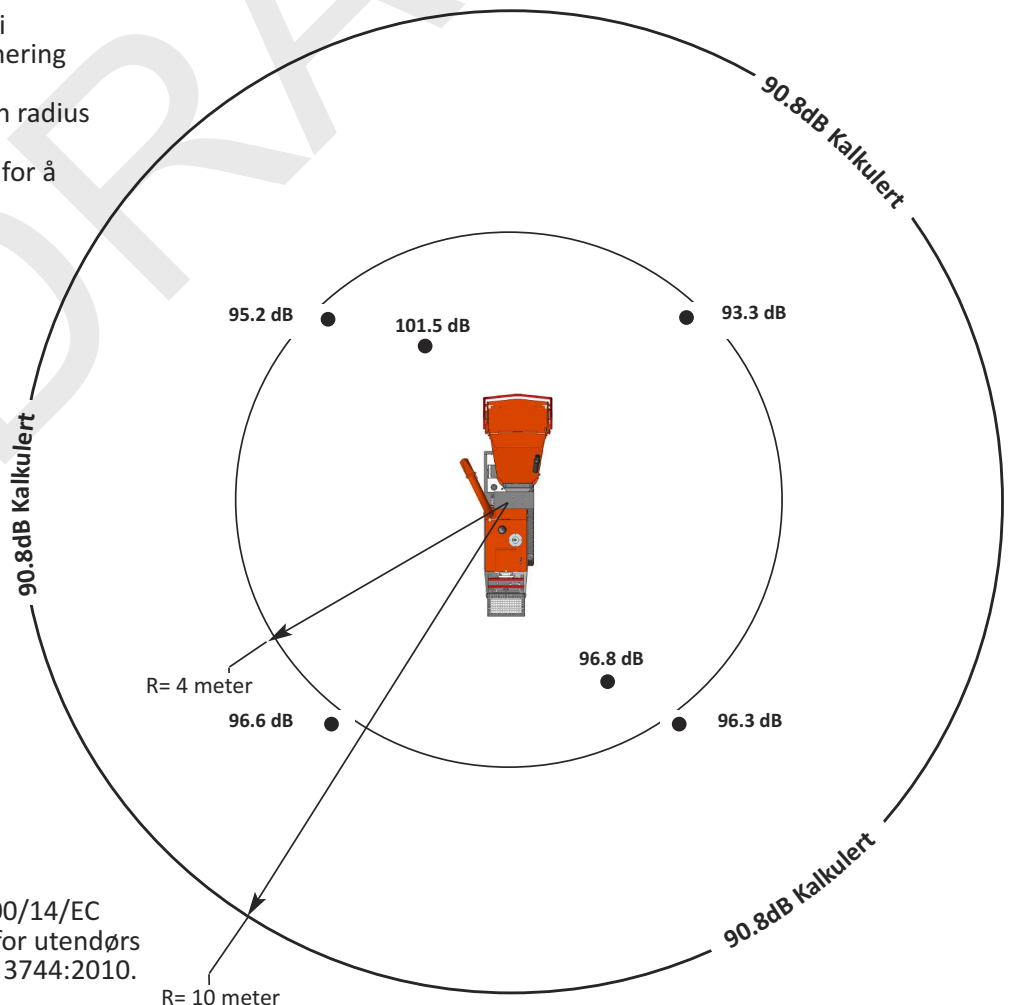 i
nering
n radius
for å
90.8dB Kalkulert
95.2 dB
101.5 dB
93.3 dB
90.8dB Kalkulert
96.8 dB
R= 4 meter
96.6 dB
96.3 dB
90.8dB Kalkulert
00/14/EC
for utendørs
3744:2010.
R= 10 meter
DRA